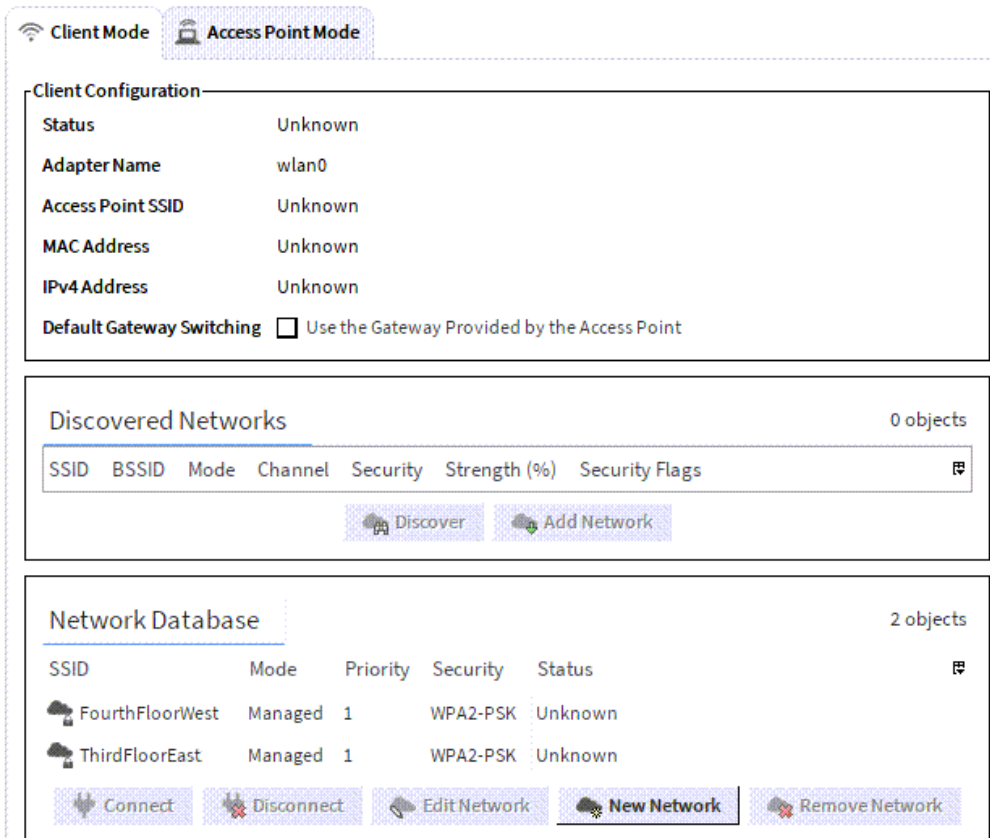 Client Mode Access Point Mode
Client Configuration
Status Unknown
Adapter Name wlan0
Access Point SSID Unknown
MAC Address Unknown
IPv4 Address Unknown
Default Gateway Switching Use the Gateway Provided by the Access Point
Discovered Networks 0 objects
SSID BSSID Mode Channel Security Strength (%) Security Flags
Discover Add Network
Network Database 2 objects
SSID Mode Priority Security Status
FourthFloorWest Managed 1 WPA2-PSK Unknown
ThirdFloorEast Managed 1 WPA2-PSK Unknown
Connect Disconnect Edit Network New Network Remove Network